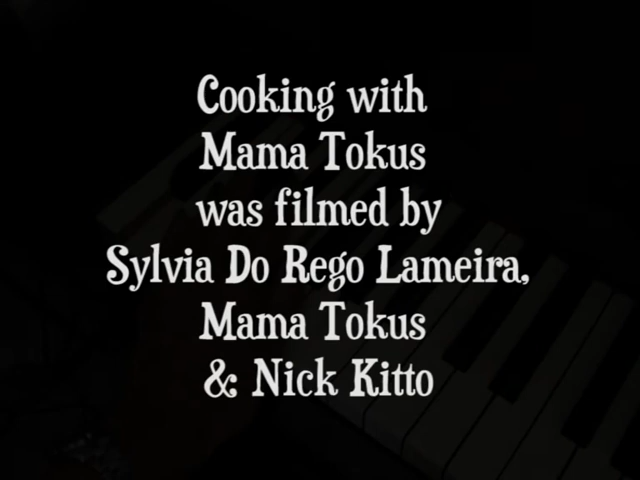 Cooking with
Mama Tokus
was filmed by
Sylvia Do Rego Lameira,
Mama Tokus
& Nick Kitto